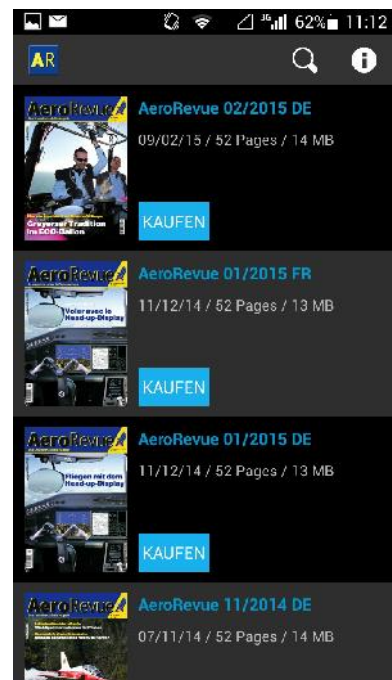 3G 62% 11:12
AR
AeroRevue
Greyerzer Tradition
im ECO-Ballon
AeroRevue 02/2015 DE
09/02/15 / 52 Pages / 14 MB
KAUFEN
AeroRevue
Voler avec le
Head-up-Display
AeroRevue 01/2015 FR
11/12/14 / 52 Pages / 13 MB
KAUFEN
AeroRevue
Fliegen mit dem
Head-up-Display
AeroRevue 01/2015 DE
11/12/14 / 52 Pages / 13 MB
KAUFEN
AeroRevue
AeroRevue 11/2014 DE
07/11/14 / 52 Pages / 14 MB